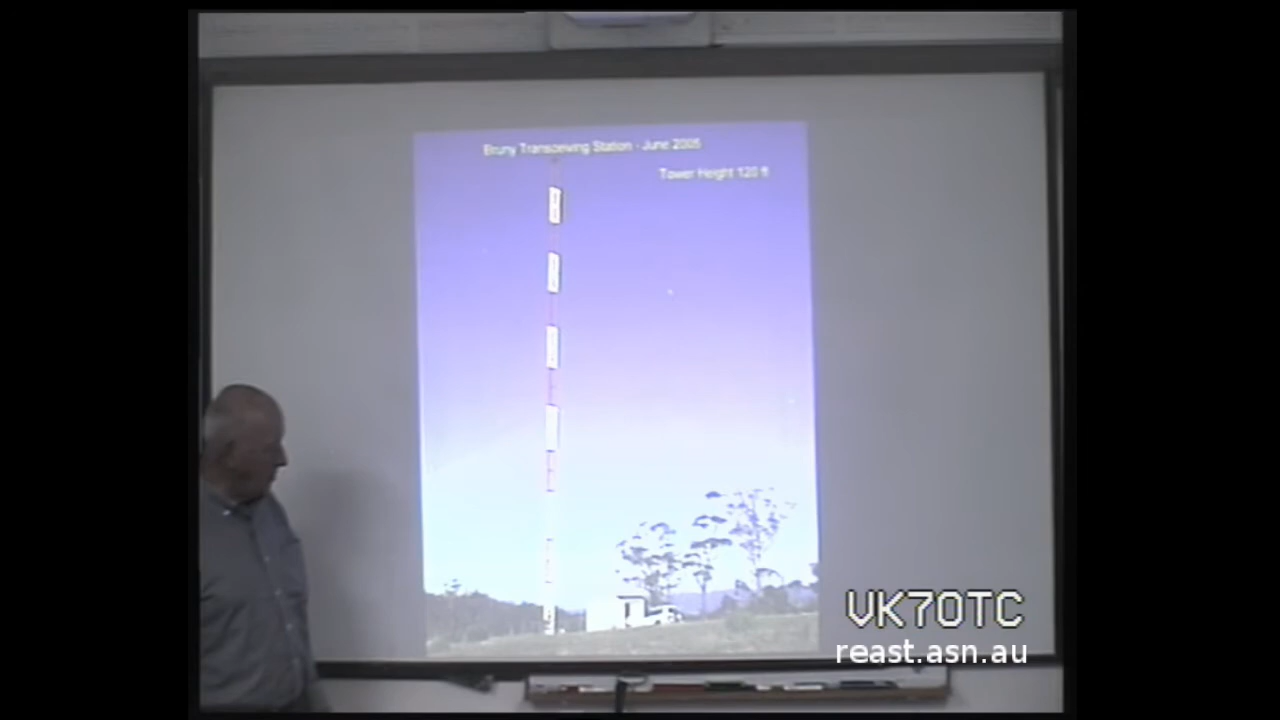 Bruny Transceiving Station - June 2005
Tower Height 120 ft
VK7OTC
reast.asn.au